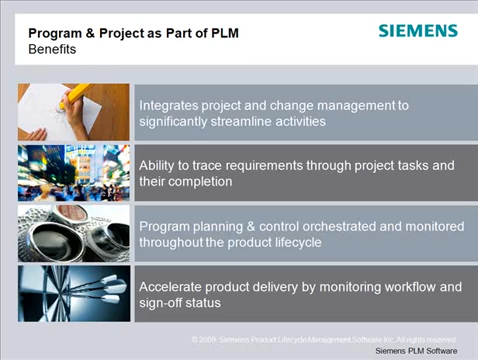 Program & Project as Part of PLM
Benefits
SIEMENS
Integrates project and change management to
significantly streamline activities
Ability to trace requirements through project tasks and
their completion
Program planning & control orchestrated and monitored
throughout the product lifecycle
Accelerate product delivery by monitoring workflow and
sign-off status
© 2009. Siemens Product Lifecycle Management Software Inc. All rights reserved
Siemens PLM Software